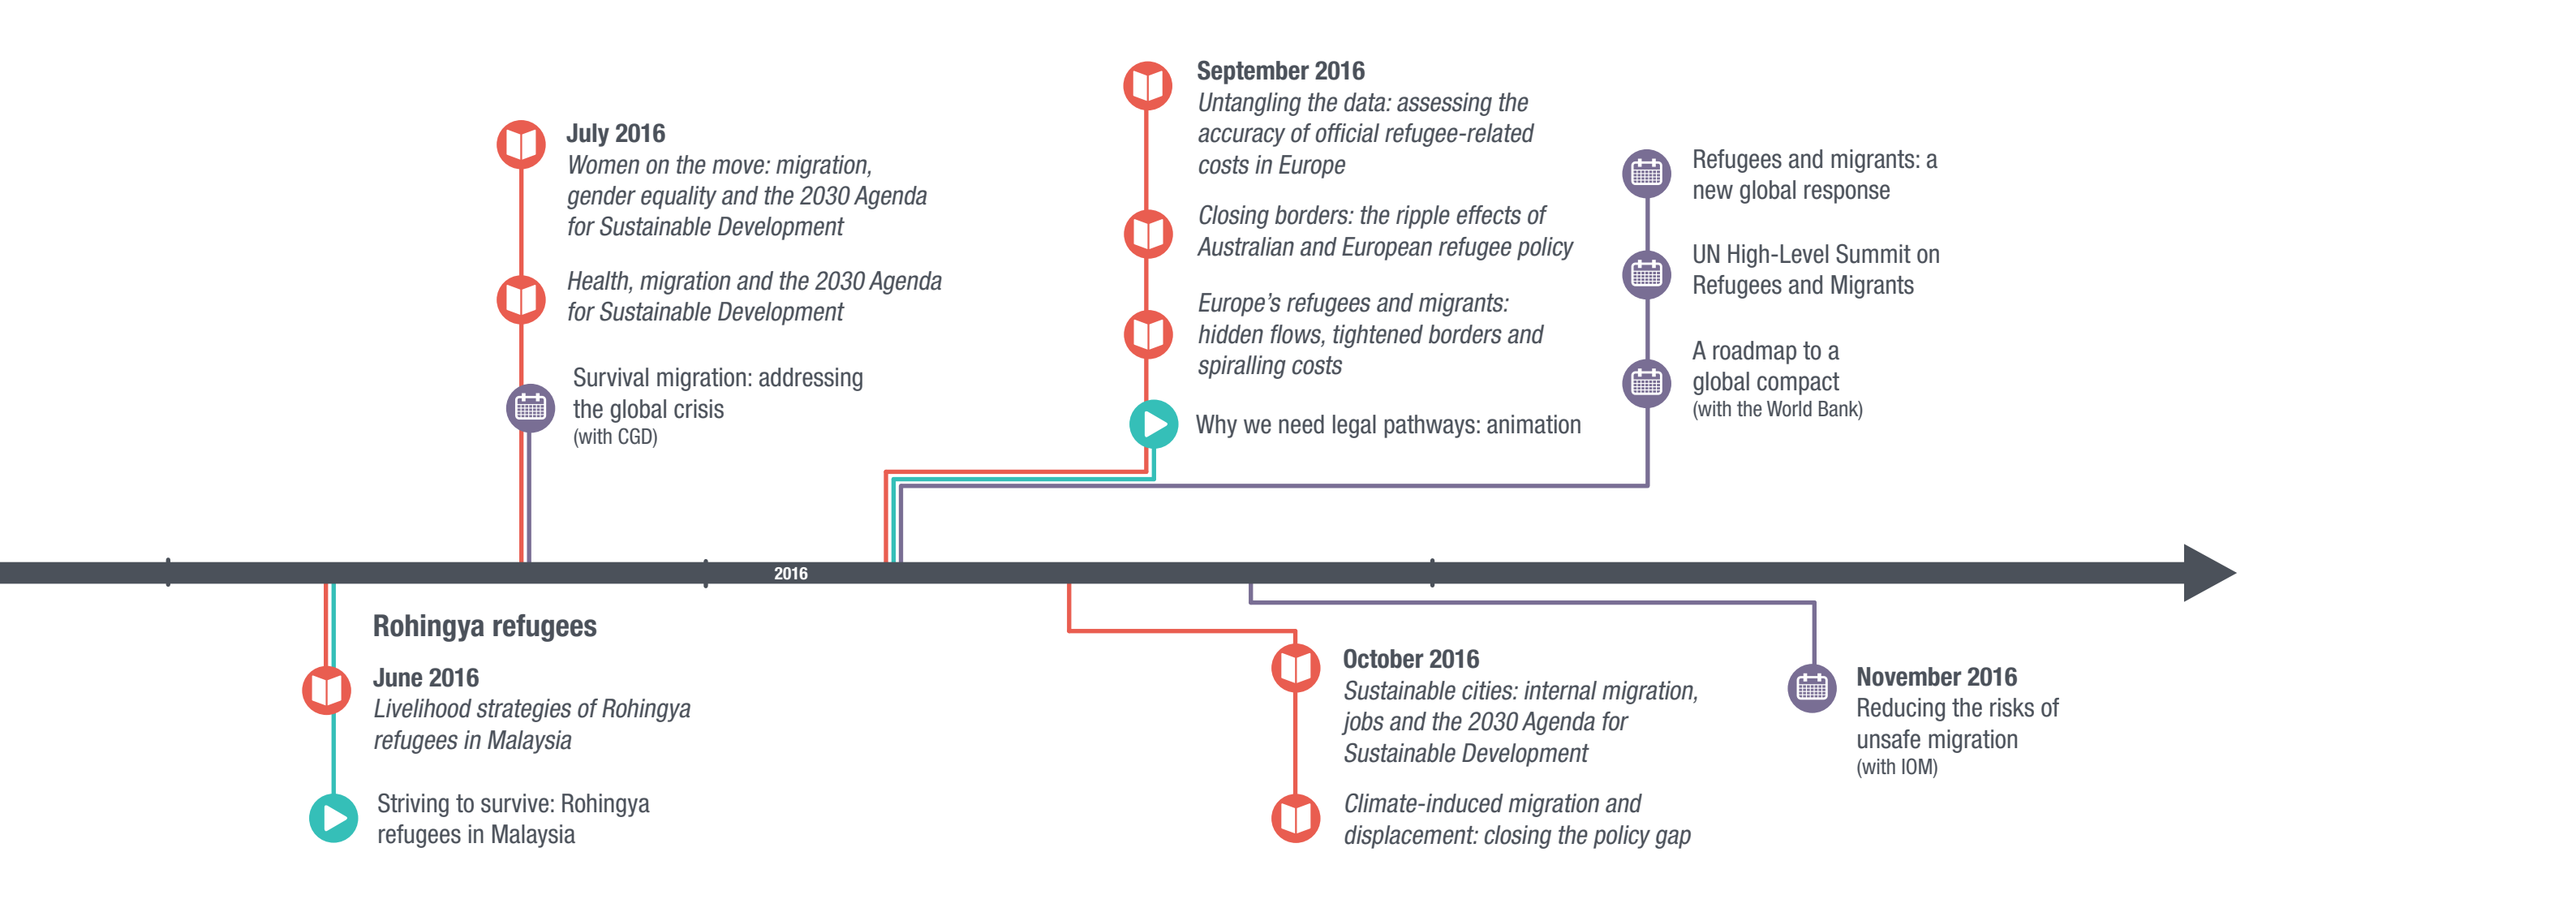 July 2016
Women on the move: migration,
gender equality and the 2030 Agenda
for Sustainable Development
Health, migration and the 2030 Agenda
for Sustainable Development
Survival migration: addressing
the global crisis
(with CGD)
September 2016
Untangling the data: assessing the
accuracy of official refugee-related
costs in Europe
Closing borders: the ripple effects of
Australian and European refugee policy
Europe’s refugees and migrants:
hidden flows, tightened borders and
spiralling costs
Why we need legal pathways: animation
Refugees and migrants: a
new global response
UN High-Level Summit on
Refugees and Migrants
A roadmap to a
global compact
(with the World Bank)
2016
Rohingya refugees
June 2016
Livelihood strategies of Rohingya
refugees in Malaysia
Striving to survive: Rohingya
refugees in Malaysia
October 2016
Sustainable cities: internal migration,
jobs and the 2030 Agenda for
Sustainable Development
Climate-induced migration and
displacement: closing the policy gap
November 2016
Reducing the risks of
unsafe migration
(with IOM)